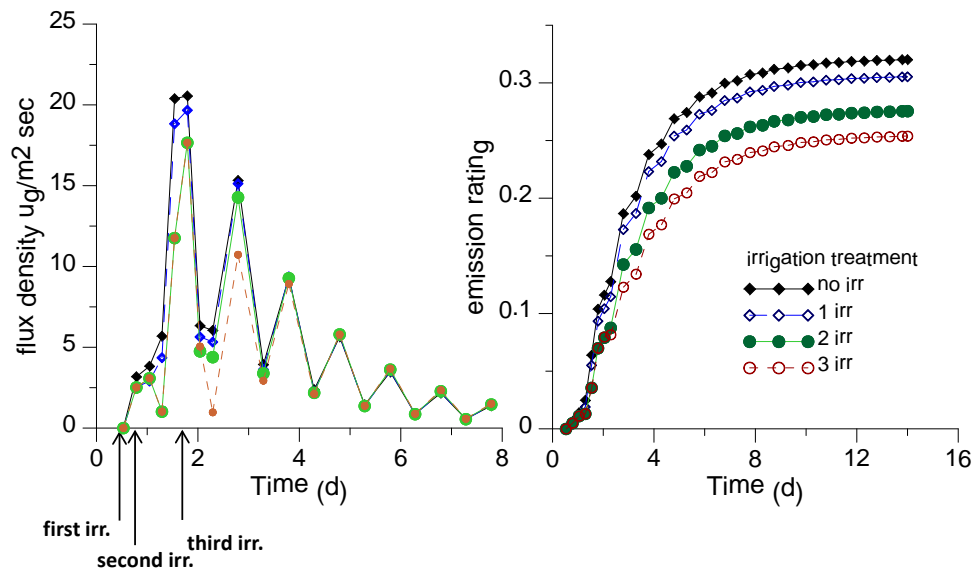 flux density ug/m2 sec
25
20
15
10
5
0
0 2 4 6 8
Time (d)
first irr.
second irr.
third irr.
emission rating
0.3
0.2
0.1
0
0 4 8 12 16
Time (d)
irrigation treatment
no irr
1 irr
2 irr
3 irr